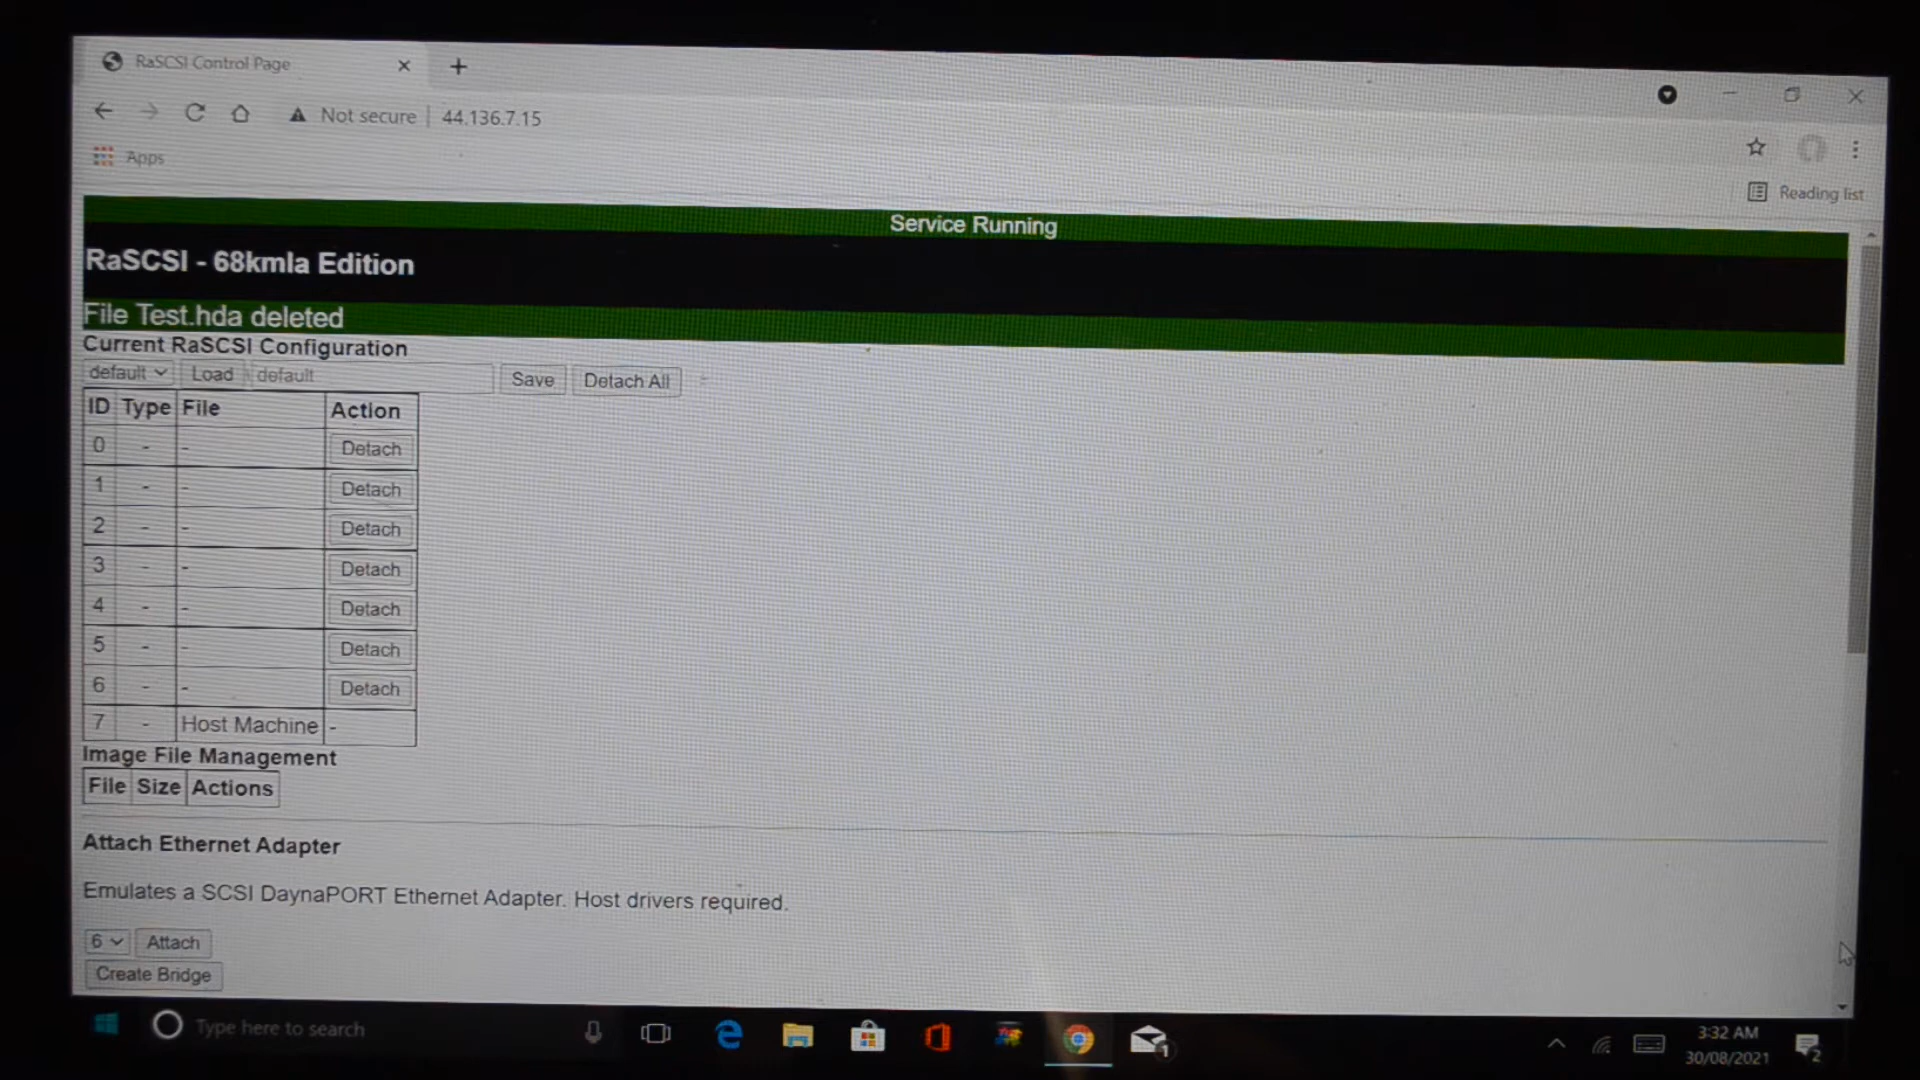 RaSCSI Control Page
Not secure | 44.136.7.15
Apps
Reading list
Service Running
RaSCSI - 68kmla Edition
File Test.hda deleted
Current RaSCSI Configuration
default Load default Save Detach All
ID Type File Action
0 - - Detach
1 - - Detach
2 - - Detach
3 - - Detach
4 - - Detach
5 - - Detach
6 - - Detach
7 - Host Machine -
Image File Management
File Size Actions
Attach Ethernet Adapter
Emulates a SCSI DaynaPORT Ethernet Adapter. Host drivers required.
6 Attach
Create Bridge
Type here to search
1
3:32 AM
30/08/2021
2